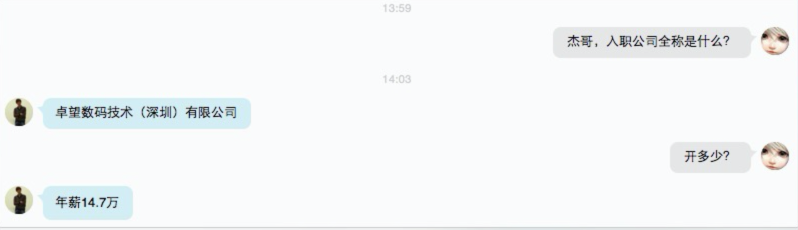 13:59
杰哥，入职公司全称是什么？
14:03
卓望数码技术（深圳）有限公司
开多少？
年薪14.7万